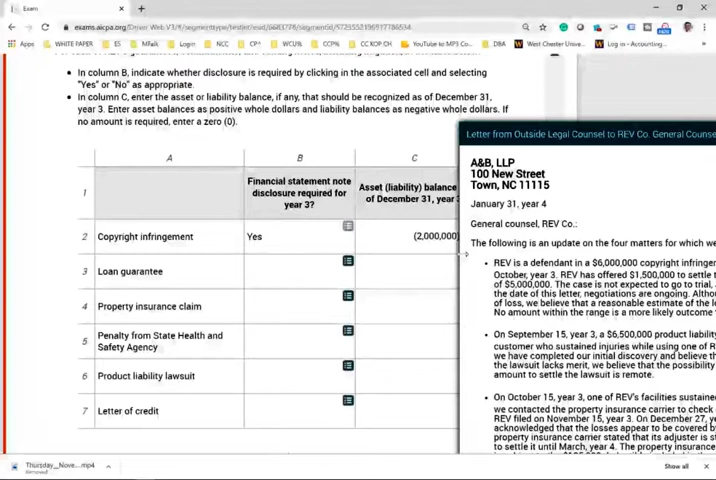 Exam
exams.aicpa.org/
Apps WHITE PAPER ES MPalk Login NCC CP* WCU% CCP% CC KOP CH YouTube to MP3 Co... DBA West Chester Unive... Log in - Accounting...
• In column B, indicate whether disclosure is required by clicking in the associated cell and selecting
"Yes" or "No" as appropriate.
• In column C, enter the asset or liability balance, if any, that should be recognized as of December 31,
year 3. Enter asset balances as positive whole dollars and liability balances as negative whole dollars. If
no amount is required, enter a zero (0).
A B C
1 Financial statement note disclosure required for year 3? Asset (liability) balance of December 31, year
2 Copyright infringement Yes (2,000,000)
3 Loan guarantee
4 Property insurance claim
5 Penalty from State Health and
Safety Agency
6 Product liability lawsuit
7 Letter of credit
Letter from Outside Legal Counsel to REV Co. General Counse
A&B, LLP
100 New Street
Town, NC 11115
January 31, year 4
General counsel, REV Co.:
The following is an update on the four matters for which we
• REV is a defendant in a $6,000,000 copyright infringe
October, year 3. REV has offered $1,500,000 to settle t
of $5,000,000. The case is not expected to go to trial,
the date of this letter, negotiations are ongoing. Altho
of loss, we believe that a reasonable estimate of the l
No amount within the range is a more likely outcome
• On September 15, year 3, a $6,500,000 product liability
customer who sustained injuries while using one of R
we have completed our initial discovery and believe th
the lawsuit lacks merit, we believe that the possibility
amount to settle the lawsuit is remote.
• On October 15, year 3, one of REV's facilities sustaine
we contacted the property insurance carrier to check
REV filed on November 15, year 3. On December 27, ye
acknowledged that the losses appear to be covered by
property insurance carrier stated that its adjuster is s
to settle it until March, year 4. The property insurance
Thursday__Nove....mp4
Removed
Show all